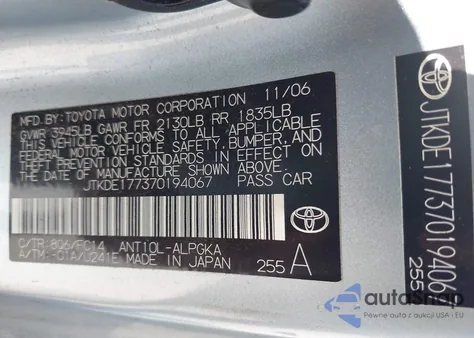 MFD. BY: TOYOTA MOTOR CORPORATION 11/06
GVWR 3945LB GAWR FR 2130LB RR 1835LB
THIS VEHICLE CONFORMS TO ALL APPLICABLE
FEDERAL MOTOR VEHICLE SAFETY, BUMPER, AND
THEFT PREVENTION STANDARDS IN EFFECT ON
THE DATE OF MANUFACTURE SHOWN ABOVE.
JTKDE177370194067 PASS CAR
C/TR: 8Q6/FC14 ANT10L-ALPGKA
A/TM: -01A/U241E MADE IN JAPAN
255 A
TOYOTA
JTKDE17737019406
255
autoShop
Pewne auta z USA i EU